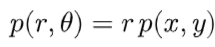 p(r, θ) = r p(x, y)